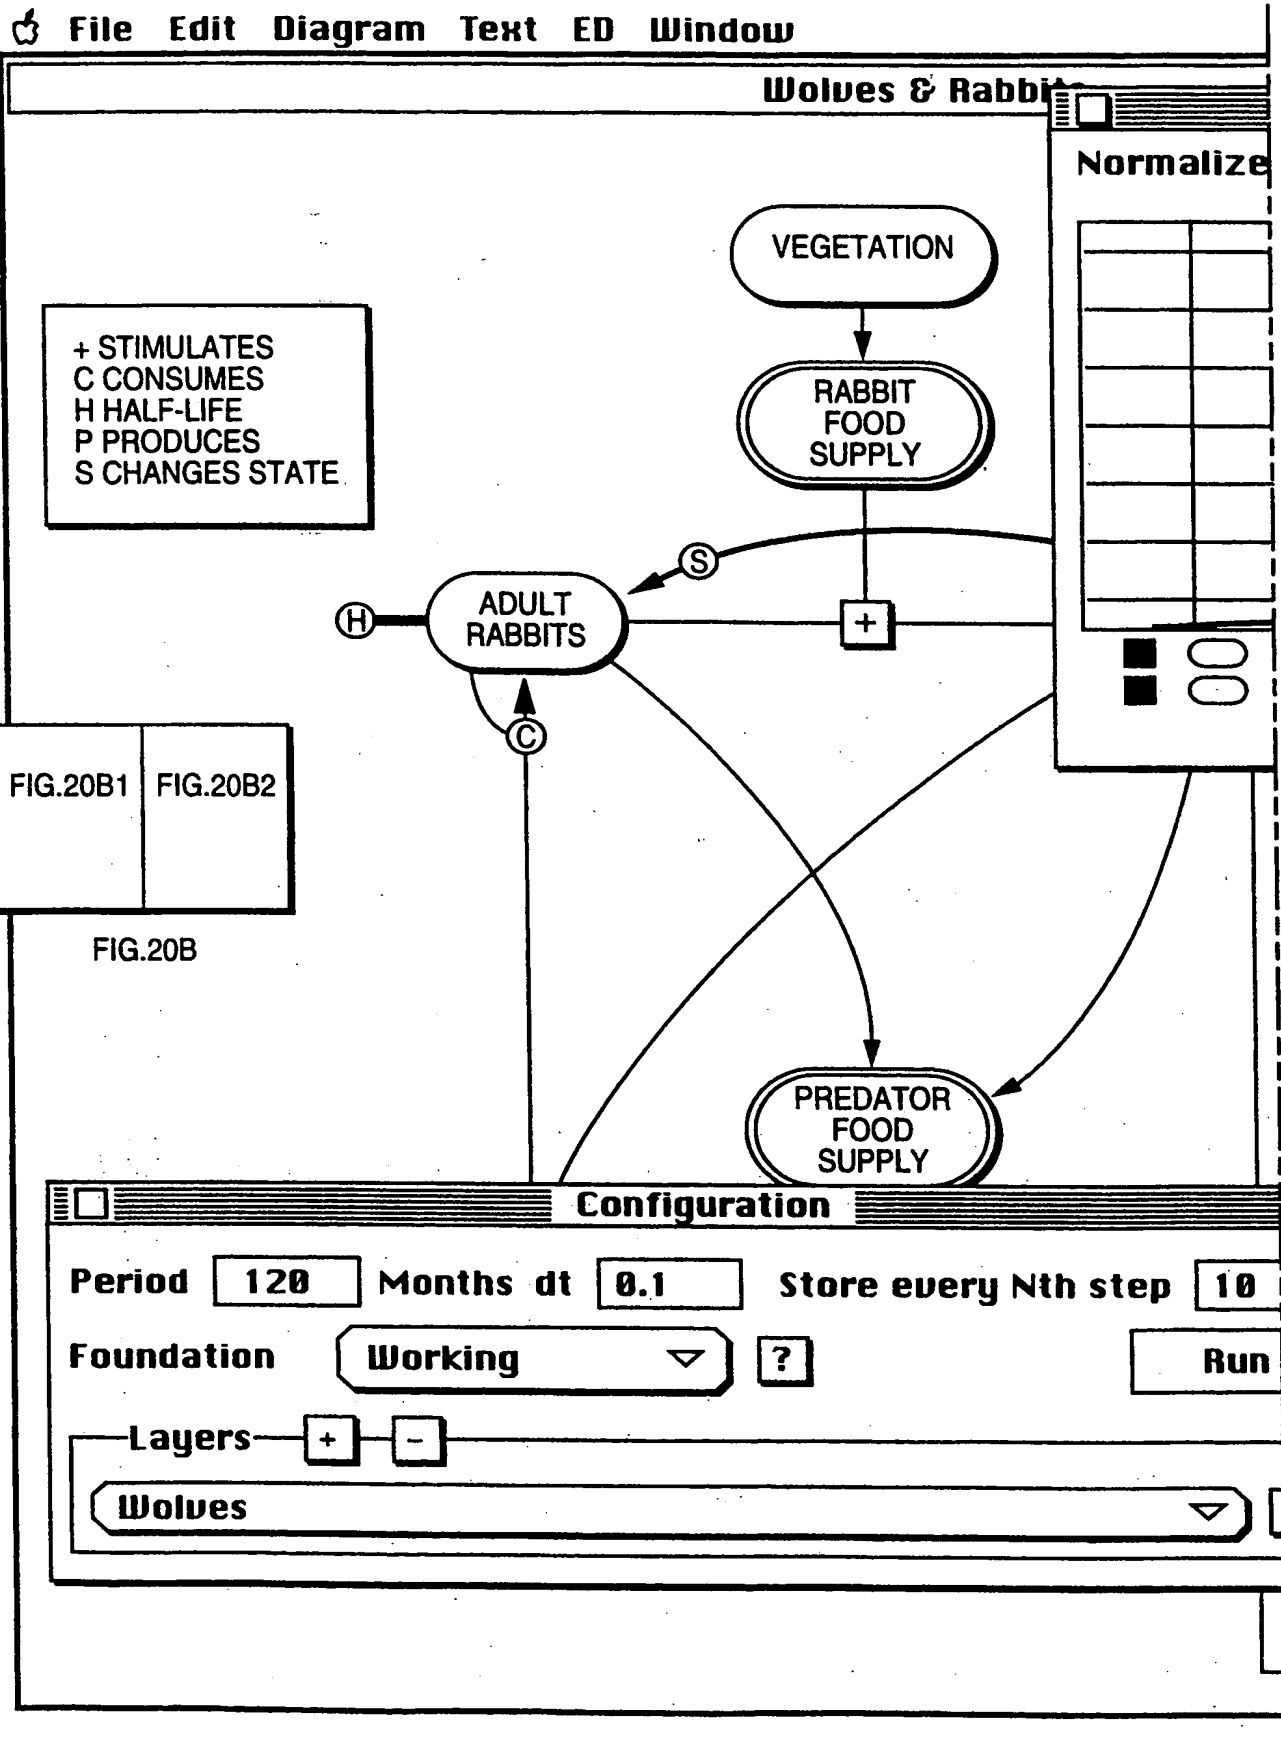 File Edit Diagram Text ED Window
Wolves & Rabbits
Normalize
VEGETATION
+ STIMULATES
C CONSUMES
H HALF-LIFE
P PRODUCES
S CHANGES STATE
RABBIT
FOOD
SUPPLY
S
H
ADULT
RABBITS
+
C
FIG.20B1 FIG.20B2
FIG.20B
PREDATOR
FOOD
SUPPLY
Configuration
Period 120 Months dt 0.1 Store every Nth step 10
Foundation Working ? Run
Layers + -
Wolves